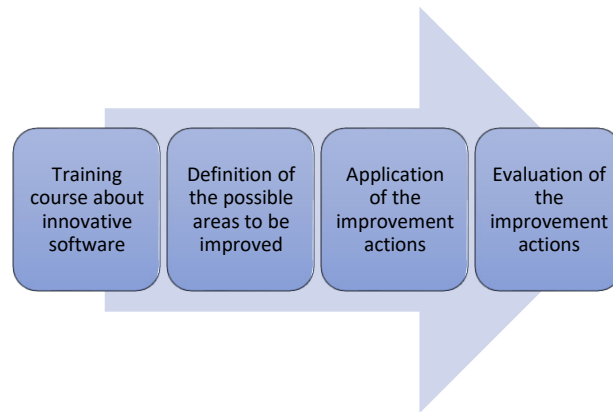 Training
course about
innovative
software
Definition of
the possible
areas to be
improved
Application
of the
improvement
actions
Evaluation of
the
improvement
actions